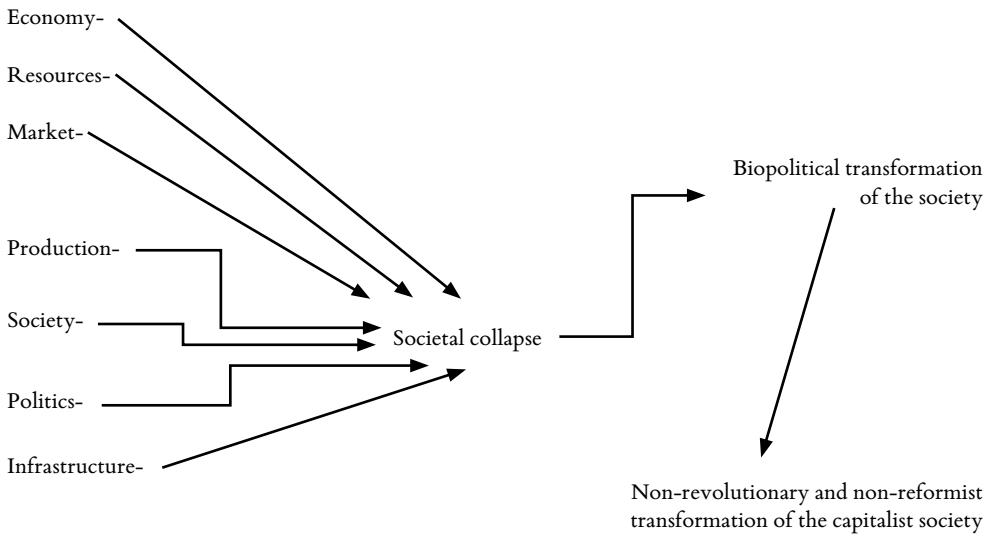 Economy-
Resources-
Market-
Biopolitical transformation
of the society
Production-
Society-
Societal collapse
Politics-
Infrastructure-
Non-revolutionary and non-reformist
transformation of the capitalist society